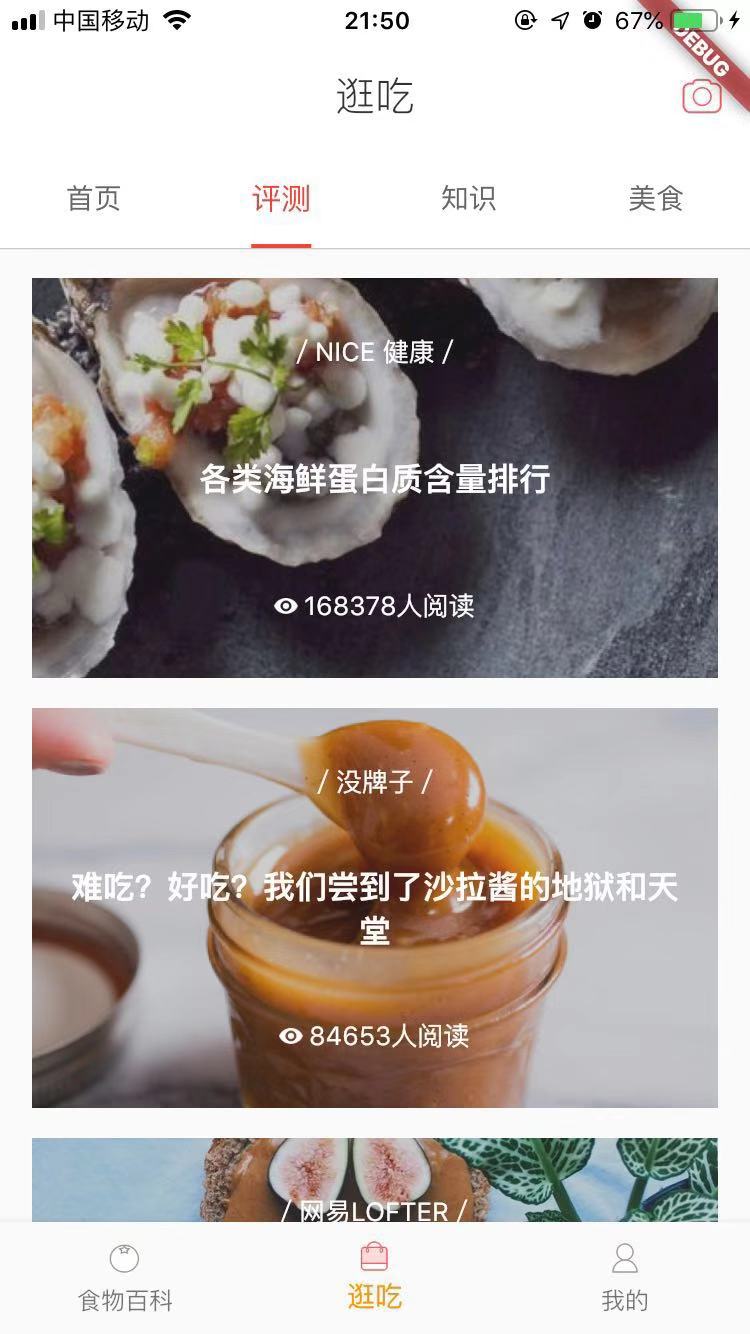 中国移动
21:50
67%
DEBUG
逛吃
首页
评测
知识
美食
/ NICE 健康 /
各类海鲜蛋白质含量排行
168378人阅读
/ 没牌子 /
难吃？好吃？我们尝到了沙拉酱的地狱和天
堂
84653人阅读
/ 网易LOFTER /
食物百科
逛吃
我的